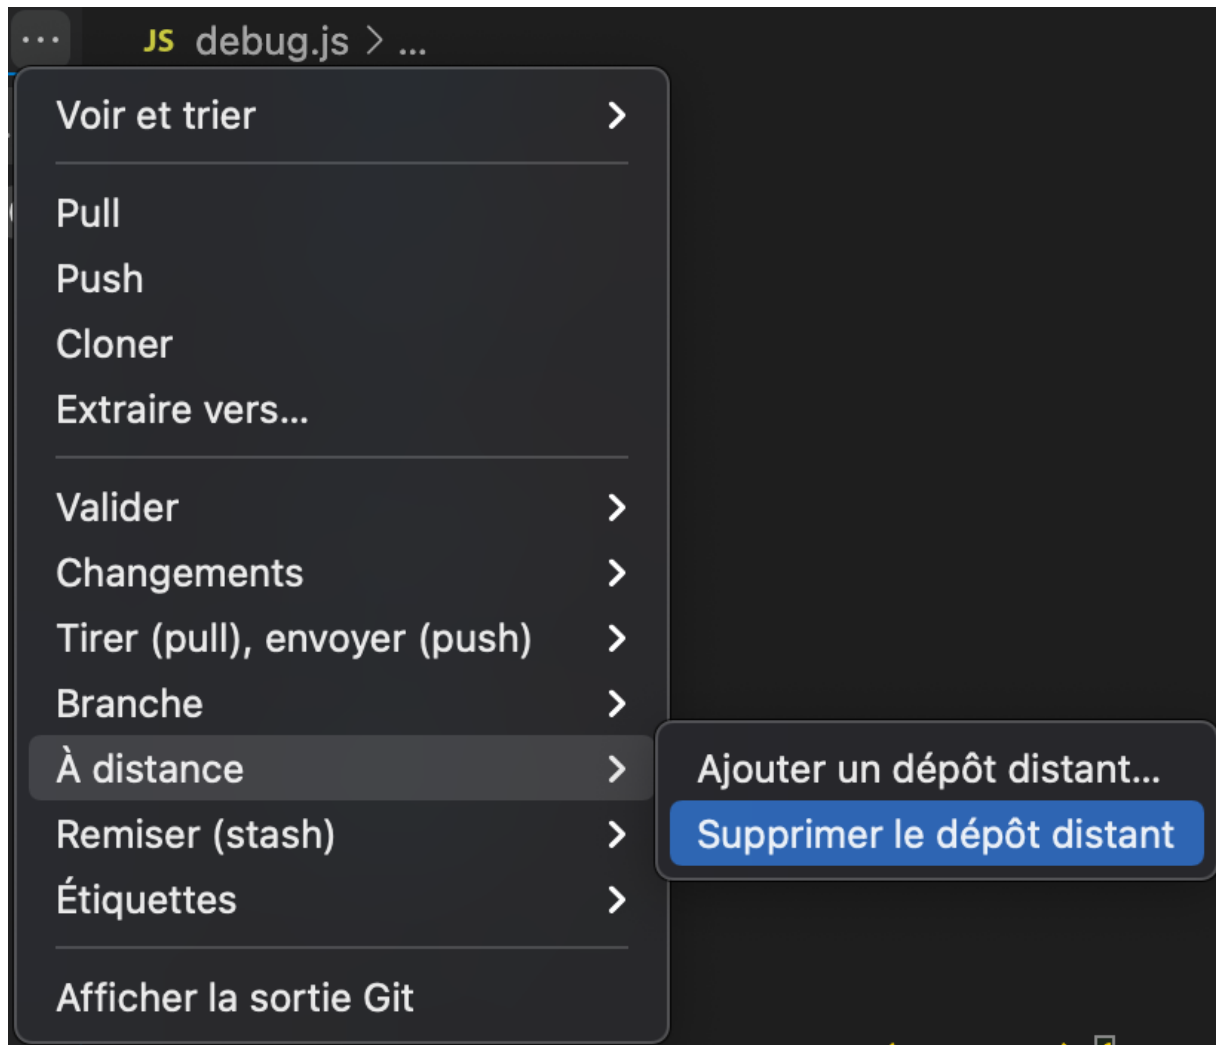 ... JS debug.js > ...
Voir et trier
Pull
Push
Cloner
Extraire vers...
Valider
Changements
Tirer (pull), envoyer (push)
Branche
À distance
Ajouter un dépôt distant...
Supprimer le dépôt distant
Remiser (stash)
Étiquettes
Afficher la sortie Git